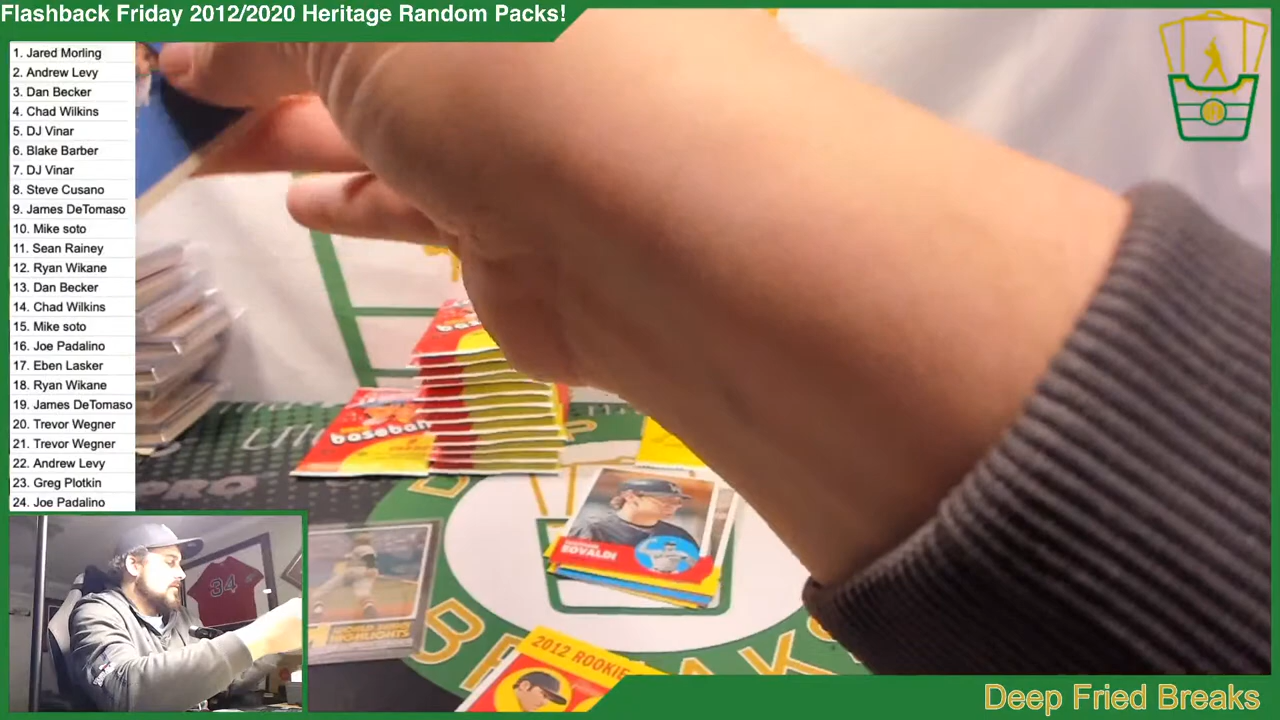 Flashback Friday 2012/2020 Heritage Random Packs!
1. Jared Morling
2. Andrew Levy
3. Dan Becker
4. Chad Wilkins
5. DJ Vinar
6. Blake Barber
7. DJ Vinar
8. Steve Cusano
9. James DeTomaso
10. Mike soto
11. Sean Rainey
12. Ryan Wikane
13. Dan Becker
14. Chad Wilkins
15. Mike soto
16. Joe Padalino
17. Eben Lasker
18. Ryan Wikane
19. James DeTomaso
20. Trevor Wegner
21. Trevor Wegner
22. Andrew Levy
23. Greg Plotkin
24. Joe Padalino
baseball
EOVALDI
WORLD SERIES
HIGHLIGHTS
2012 ROOKIE
34
Deep Fried Breaks